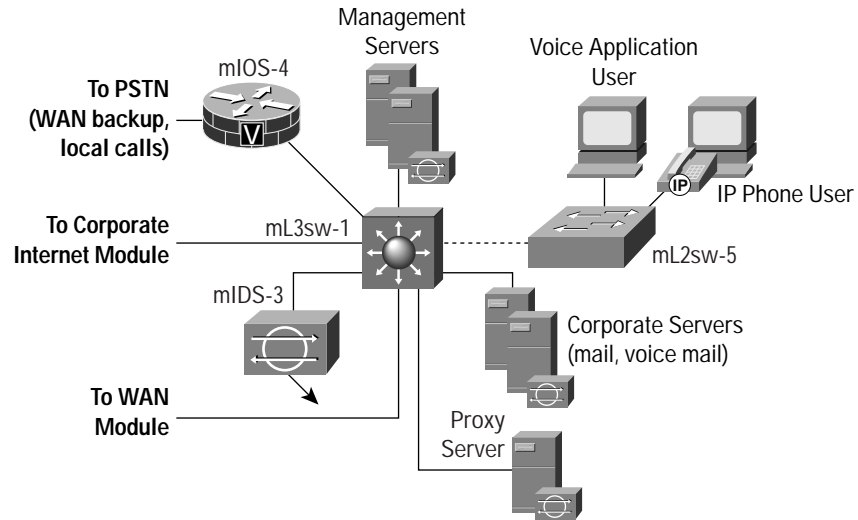 Management
Servers
Voice Application
User
mIOS-4
To PSTN
(WAN backup,
local calls)
V
IP
IP Phone User
To Corporate
Internet Module
mL3sw-1
mL2sw-5
mIDS-3
Corporate Servers
(mail, voice mail)
To WAN
Module
Proxy
Server